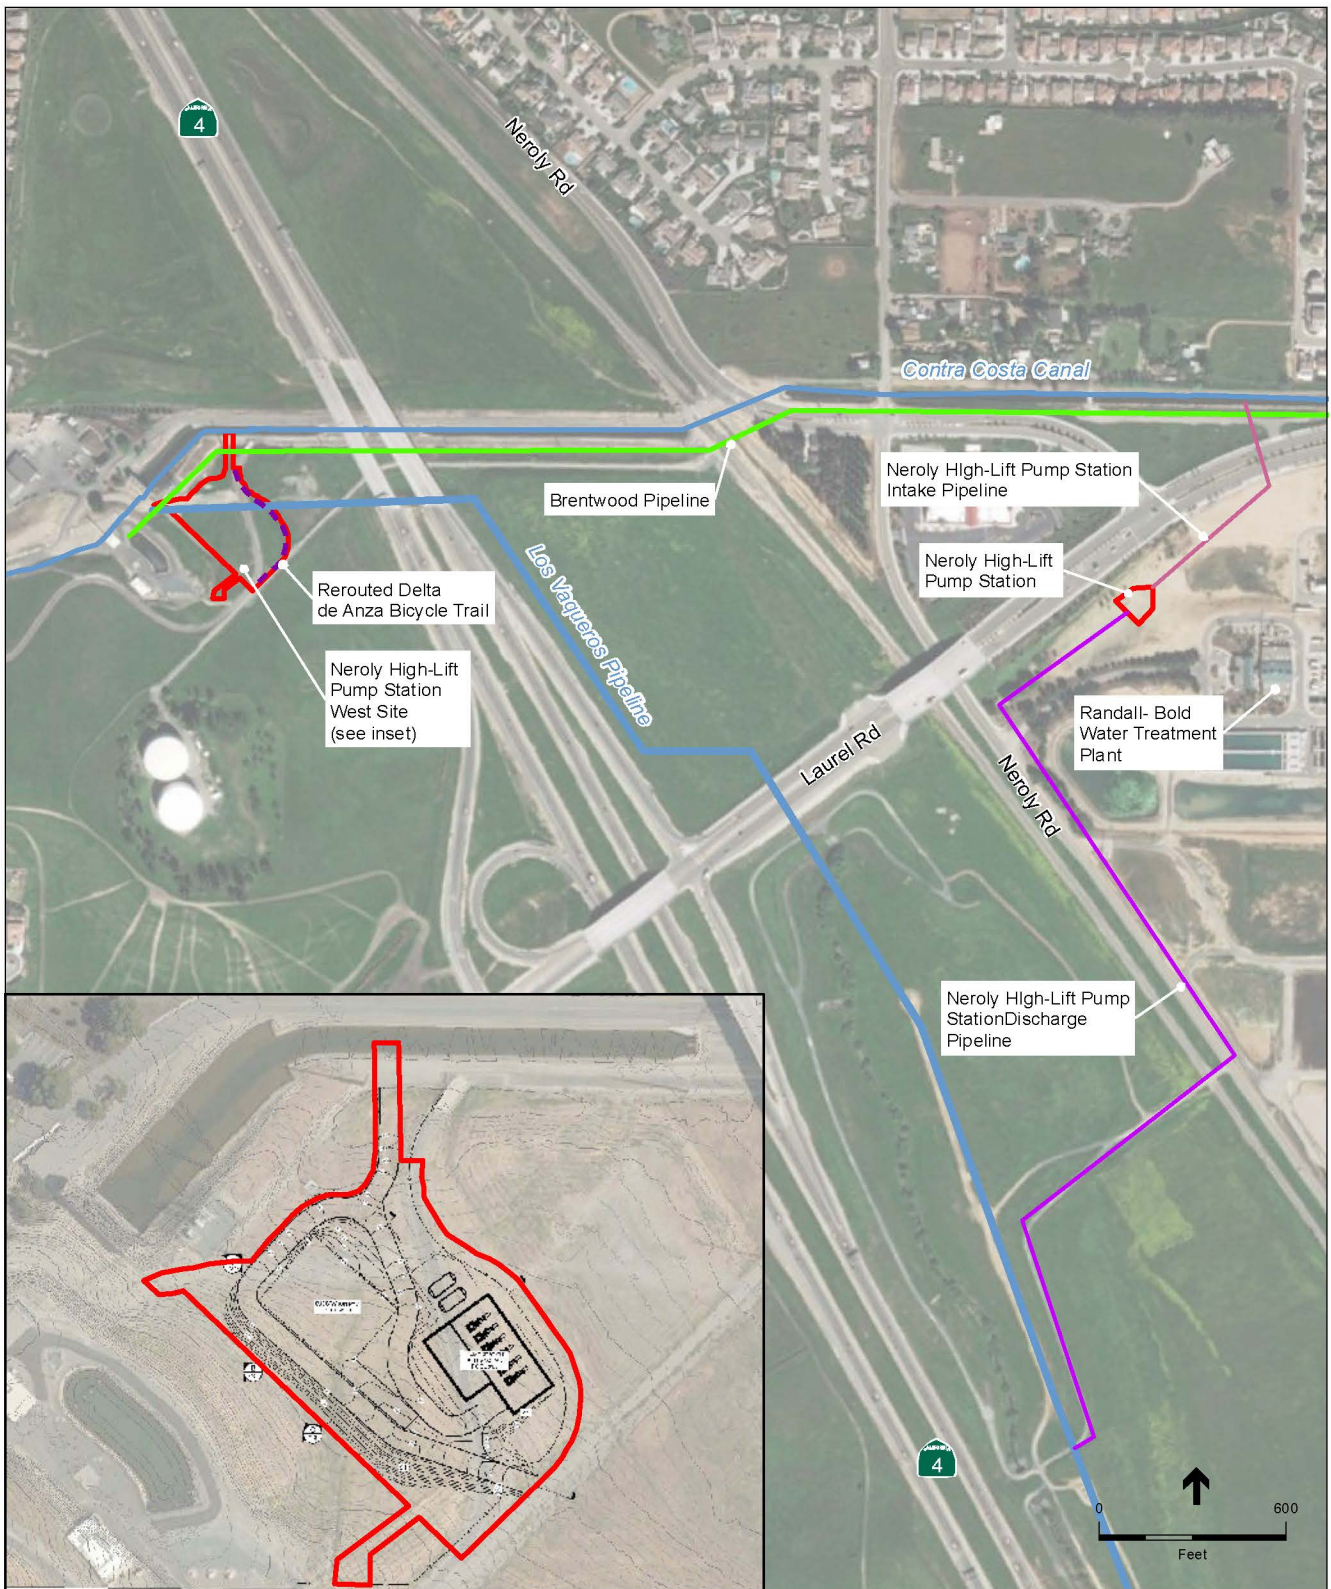 4
Neroly Rd
Contra Costa Canal
Neroly HIgh-Lift Pump Station
Intake Pipeline
Brentwood Pipeline
Neroly High-Lift
Pump Station
Rerouted Delta
de Anza Bicycle Trail
Los Vaqueros Pipeline
Neroly High-Lift
Pump Station
West Site
(see inset)
Randall- Bold
Water Treatment
Plant
Laurel Rd
Neroly Rd
Neroly HIgh-Lift Pump
StationDischarge
Pipeline
4
0 600
Feet